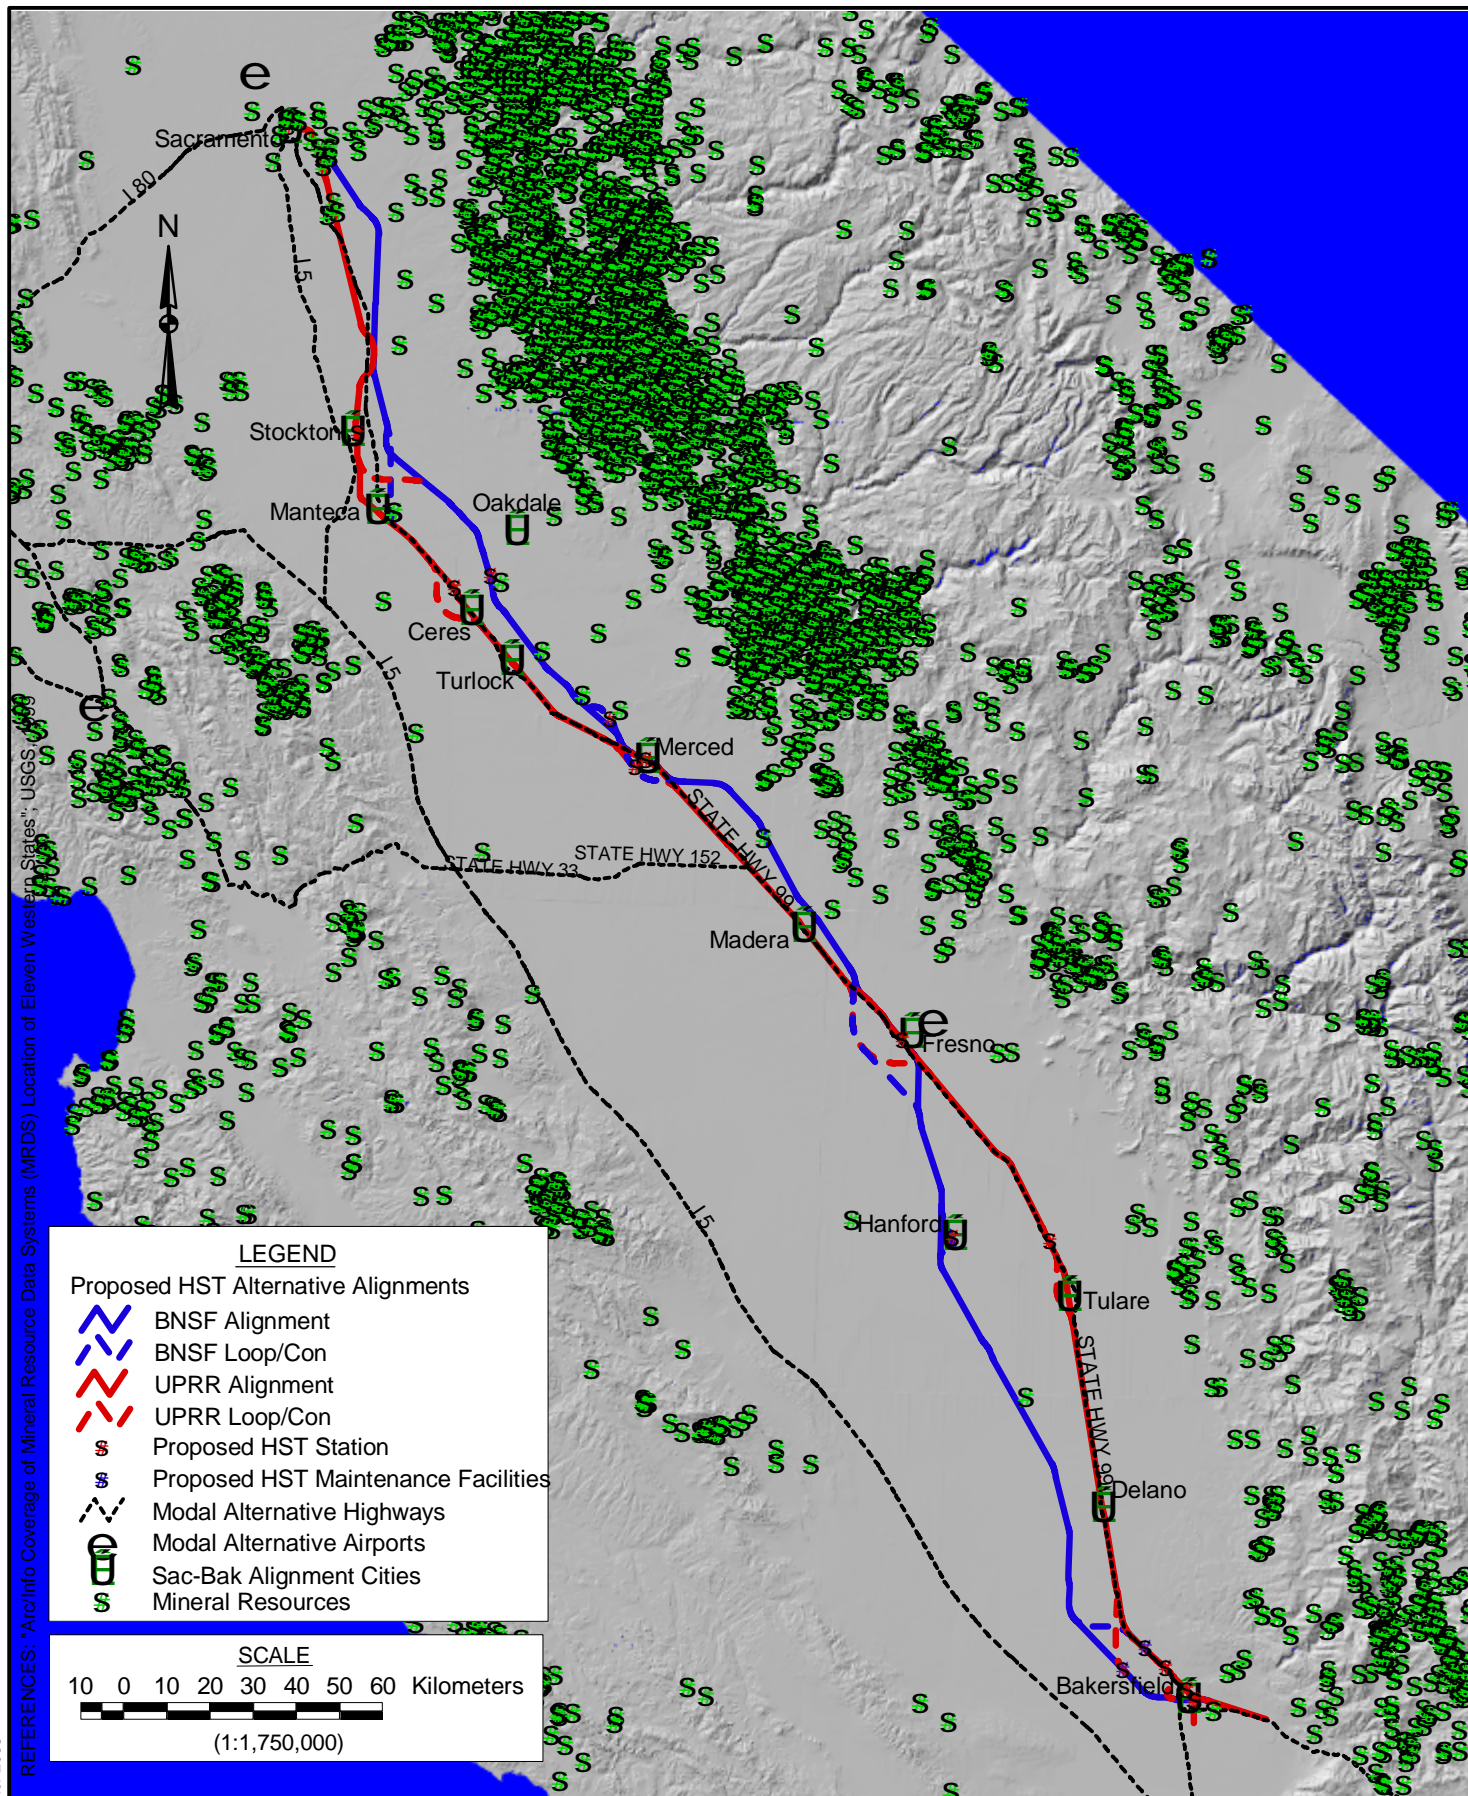 e
Sacramento
I 80
N
I 5
Stockton
Manteca
Oakdale
Ceres
Turlock
I 5
e
Merced
STATE HWY 99
STATE HWY 152
STATE HWY 33
Madera
e
Fresno
I 5
Hanford
Tulare
STATE HWY 99
Delano
Bakersfield
LEGEND
Proposed HST Alternative Alignments
BNSF Alignment
BNSF Loop/Con
UPRR Alignment
UPRR Loop/Con
Proposed HST Station
Proposed HST Maintenance Facilities
Modal Alternative Highways
e Modal Alternative Airports
Sac-Bak Alignment Cities
S Mineral Resources
SCALE
10 0 10 20 30 40 50 60 Kilometers
(1:1,750,000)
REFERENCES: "Arc/Info Coverage of Mineral Resource Data Systems (MRDS) Location of Eleven Western States", USGS, 1999